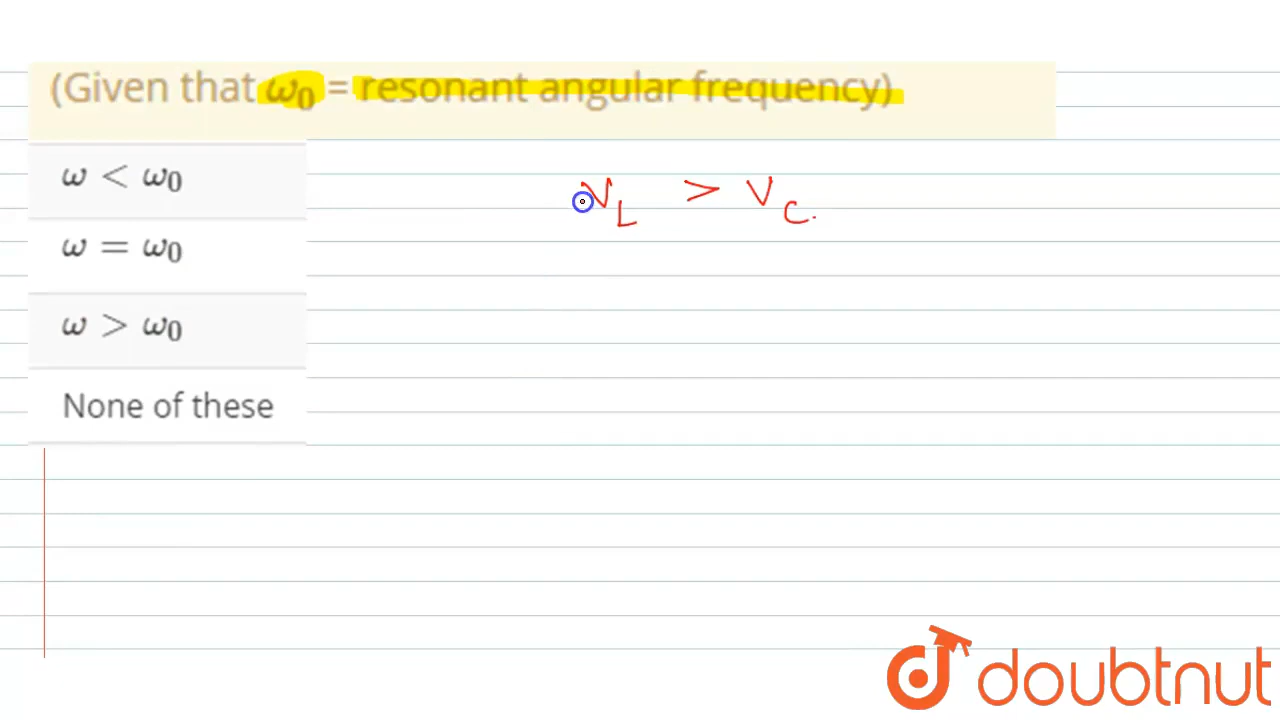 (Given that ω₀ = resonant angular frequency)
ω < ω₀
V_L > V_C.
ω = ω₀
ω > ω₀
None of these
doubtnut